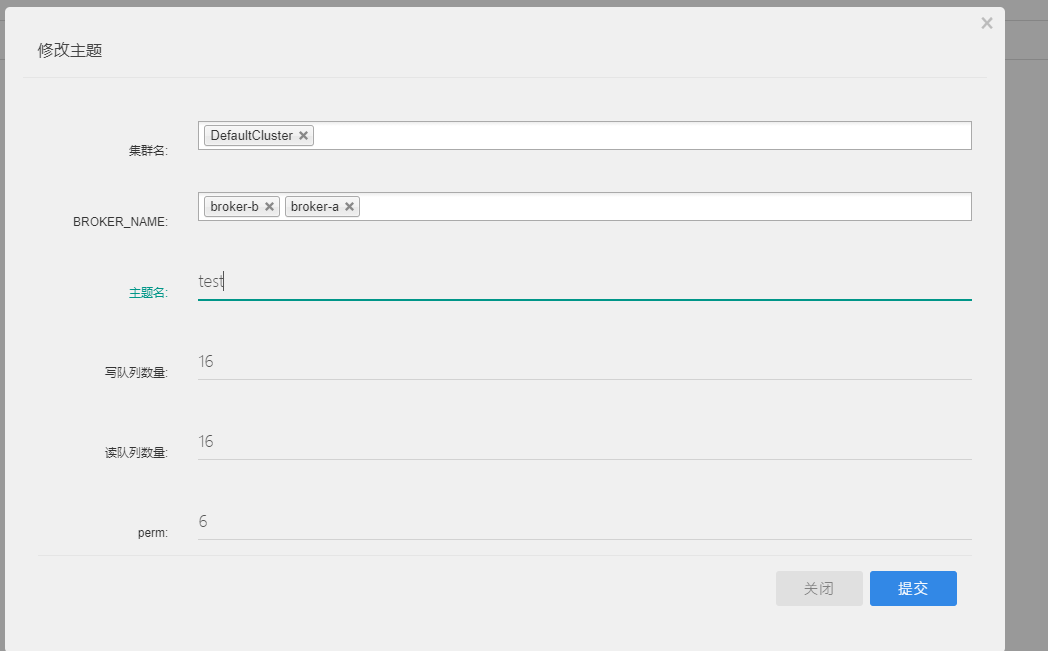 修改主题
集群名: DefaultCluster
BROKER_NAME: broker-b broker-a
主题名: test
写队列数量: 16
读队列数量: 16
perm: 6
关闭 提交